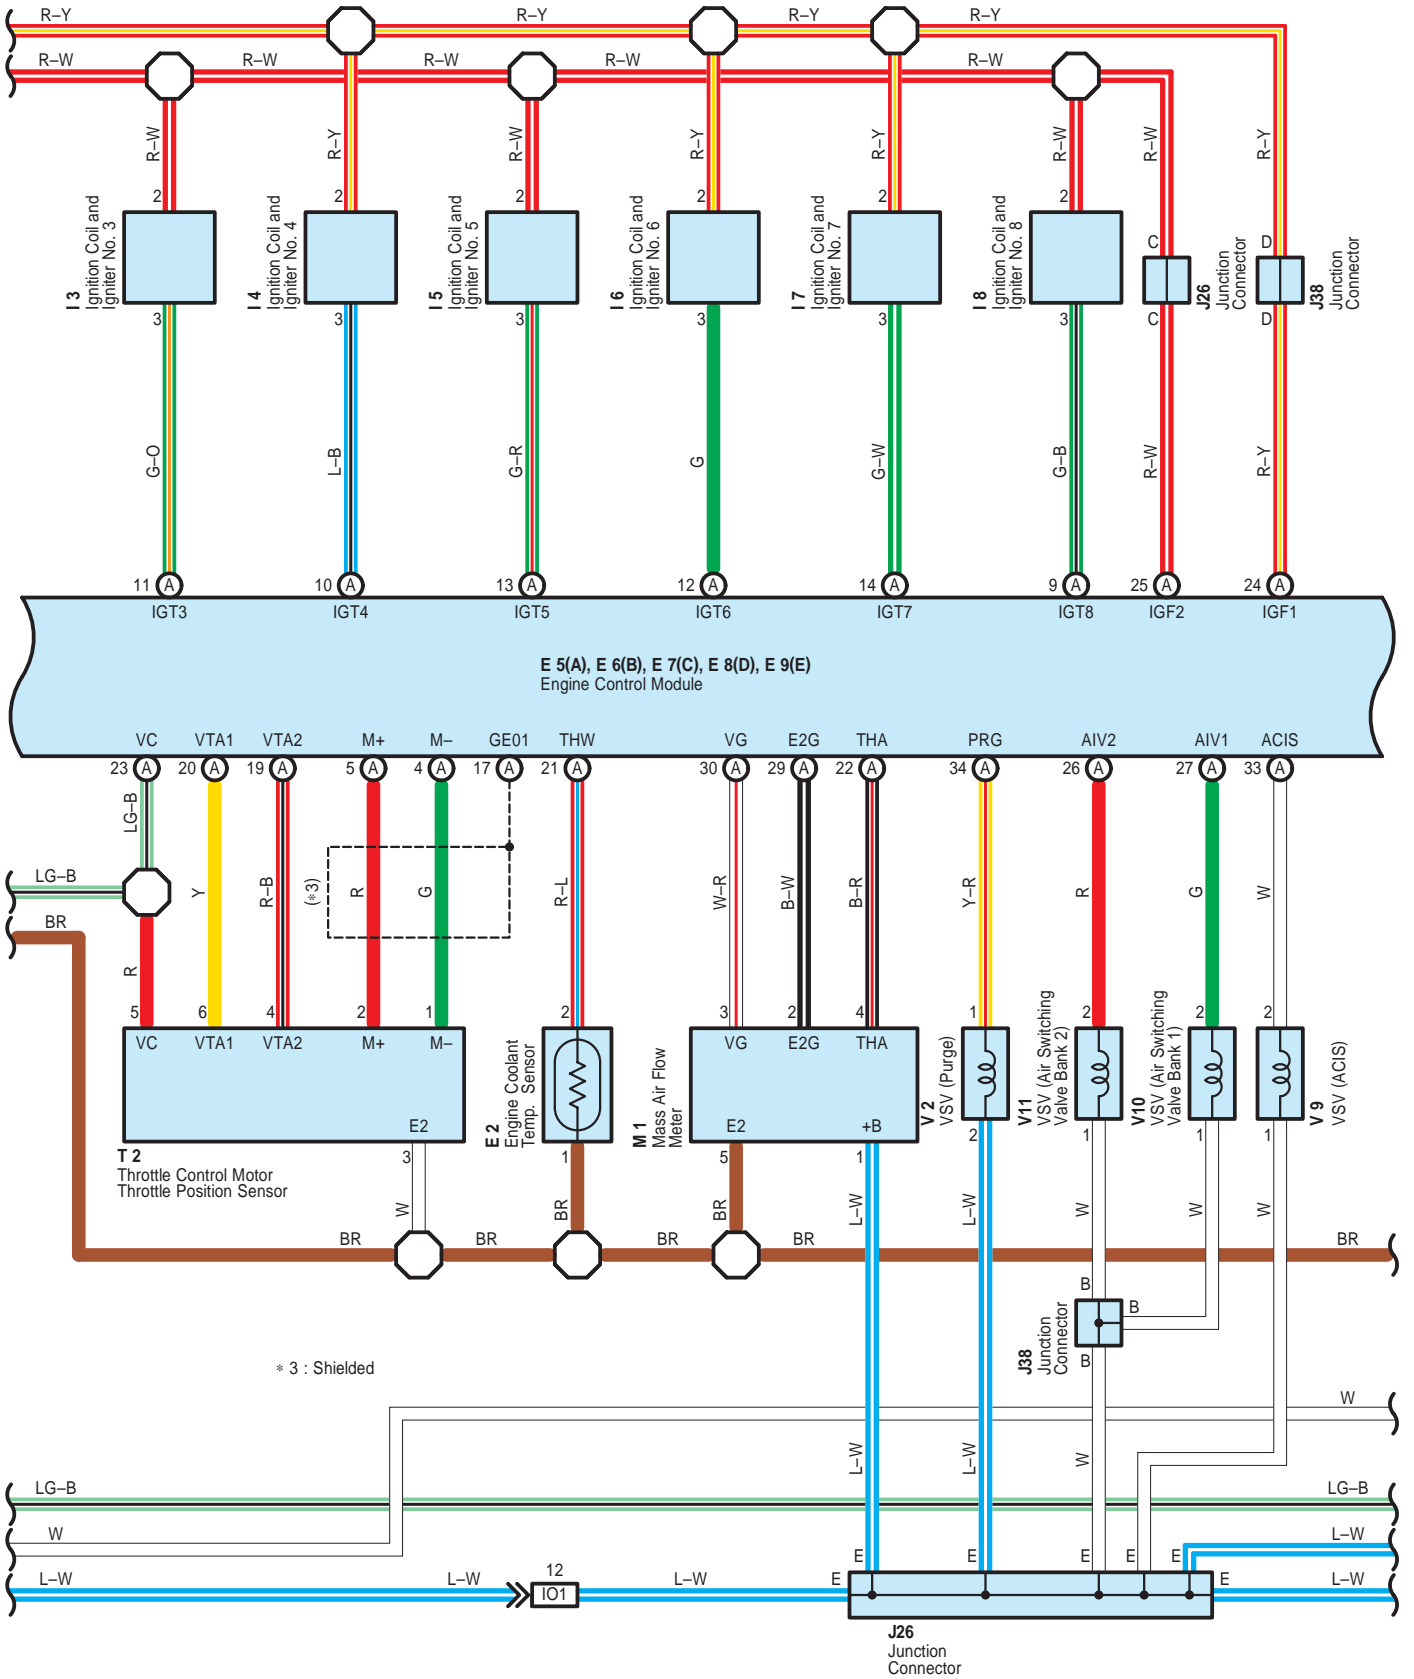 R–Y R–Y R–Y R–Y
R–W R–W R–W R–W R–W
R–W R–Y R–W R–Y R–Y R–W R–W R–Y
2 2 2 2 2 2
I 3
Ignition Coil and
Igniter No. 3
I 4
Ignition Coil and
Igniter No. 4
I 5
Ignition Coil and
Igniter No. 5
I 6
Ignition Coil and
Igniter No. 6
I 7
Ignition Coil and
Igniter No. 7
I 8
Ignition Coil and
Igniter No. 8
C D
J26
Junction
Connector
J38
Junction
Connector
3 3 3 3 3 3 C D
G–O L–B G–R G G–W G–B R–W R–Y
11 A 10 A 13 A 12 A 14 A 9 A 25 A 24 A
IGT3 IGT4 IGT5 IGT6 IGT7 IGT8 IGF2 IGF1
E 5(A), E 6(B), E 7(C), E 8(D), E 9(E)
Engine Control Module
VC VTA1 VTA2 M+ M– GE01 THW VG E2G THA PRG AIV2 AIV1 ACIS
23 A 20 A 19 A 5 A 4 A 17 A 21 A 30 A 29 A 22 A 34 A 26 A 27 A 33 A
LG–B
LG–B
Y R–B (∗3) R G R–L W–R B–W B–R Y–R R G W
BR
R
5 6 4 2 1 2 3 2 4 1 2 2 2
VC VTA1 VTA2 M+ M– VG E2G THA
E2 E2 +B
E 2
Engine Coolant
Temp. Sensor
M 1
Mass Air Flow
Meter
V 2
VSV (Purge)
V11
VSV (Air Switching
Valve Bank 2)
V10
VSV (Air Switching
Valve Bank 1)
V 9
VSV (ACIS)
T 2
Throttle Control Motor
Throttle Position Sensor
3 1 5 1 2 1 1 1
W BR BR L–W L–W W W
BR BR BR BR BR
B
B
B
J38
Junction
Connector
∗ 3 : Shielded
W
L–W L–W W
LG–B LG–B
W L–W
E E E E E
L–W L–W 12 L–W E E L–W
IO1
J26
Junction
Connector